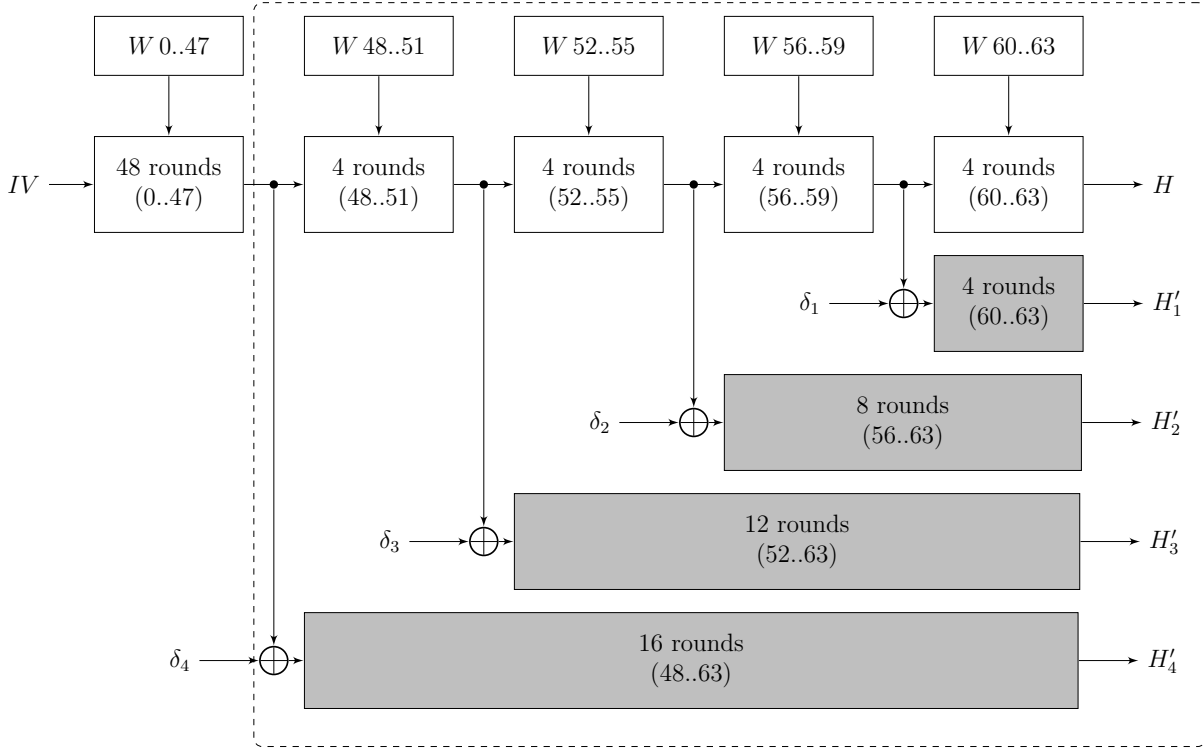 W 0..47
W 48..51
W 52..55
W 56..59
W 60..63
IV
48 rounds
(0..47)
4 rounds
(48..51)
4 rounds
(52..55)
4 rounds
(56..59)
4 rounds
(60..63)
H
δ1
4 rounds
(60..63)
H′1
δ2
8 rounds
(56..63)
H′2
δ3
12 rounds
(52..63)
H′3
δ4
16 rounds
(48..63)
H′4